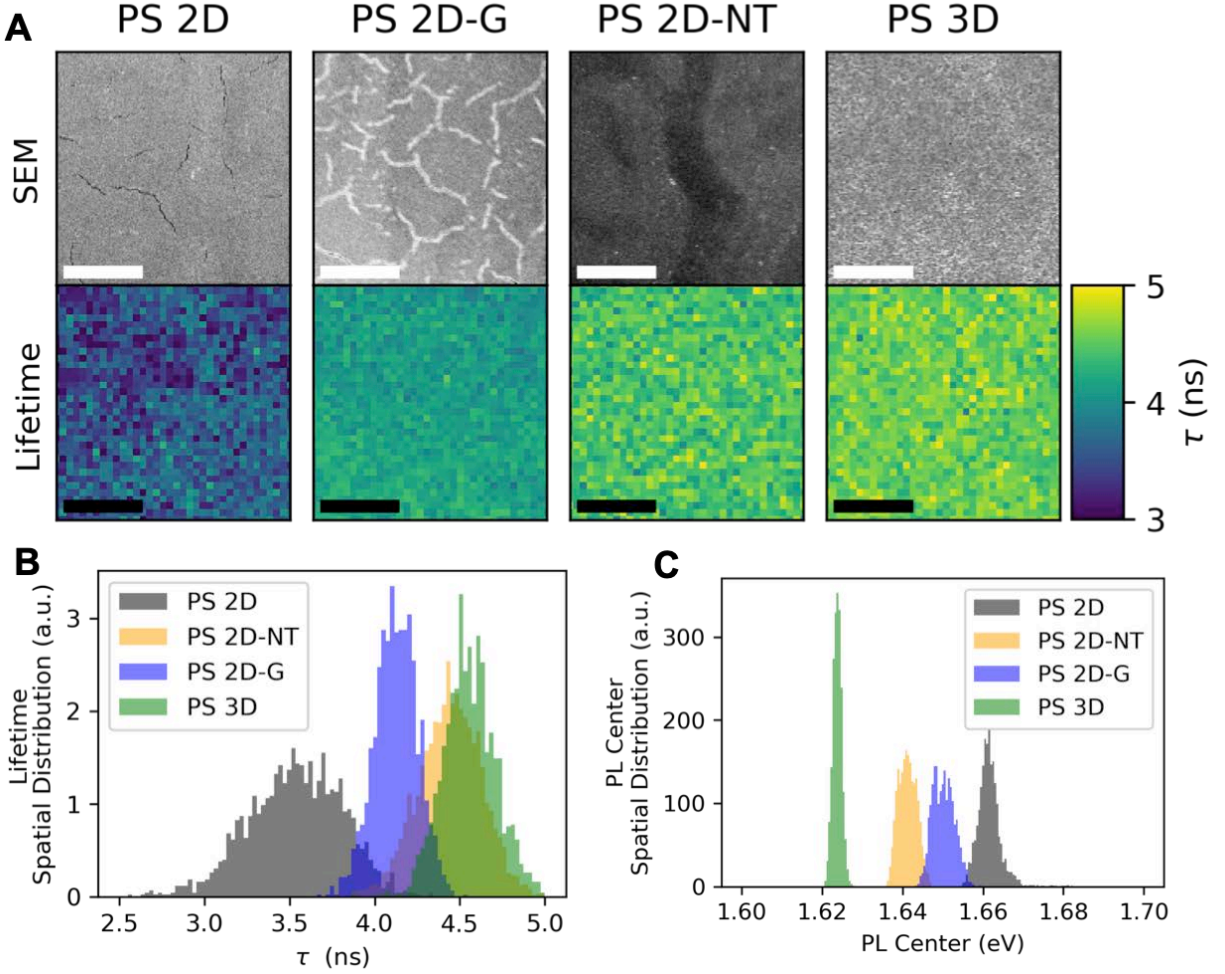 A
PS 2D
PS 2D-G
PS 2D-NT
PS 3D
SEM
Lifetime
5
4
3
τ (ns)
B
Lifetime
Spatial Distribution (a.u.)
3
2
1
0
PS 2D
PS 2D-NT
PS 2D-G
PS 3D
2.5
3.0
3.5
4.0
4.5
5.0
τ (ns)
C
PL Center
Spatial Distribution (a.u.)
300
200
100
0
PS 2D
PS 2D-NT
PS 2D-G
PS 3D
1.60
1.62
1.64
1.66
1.68
1.70
PL Center (eV)